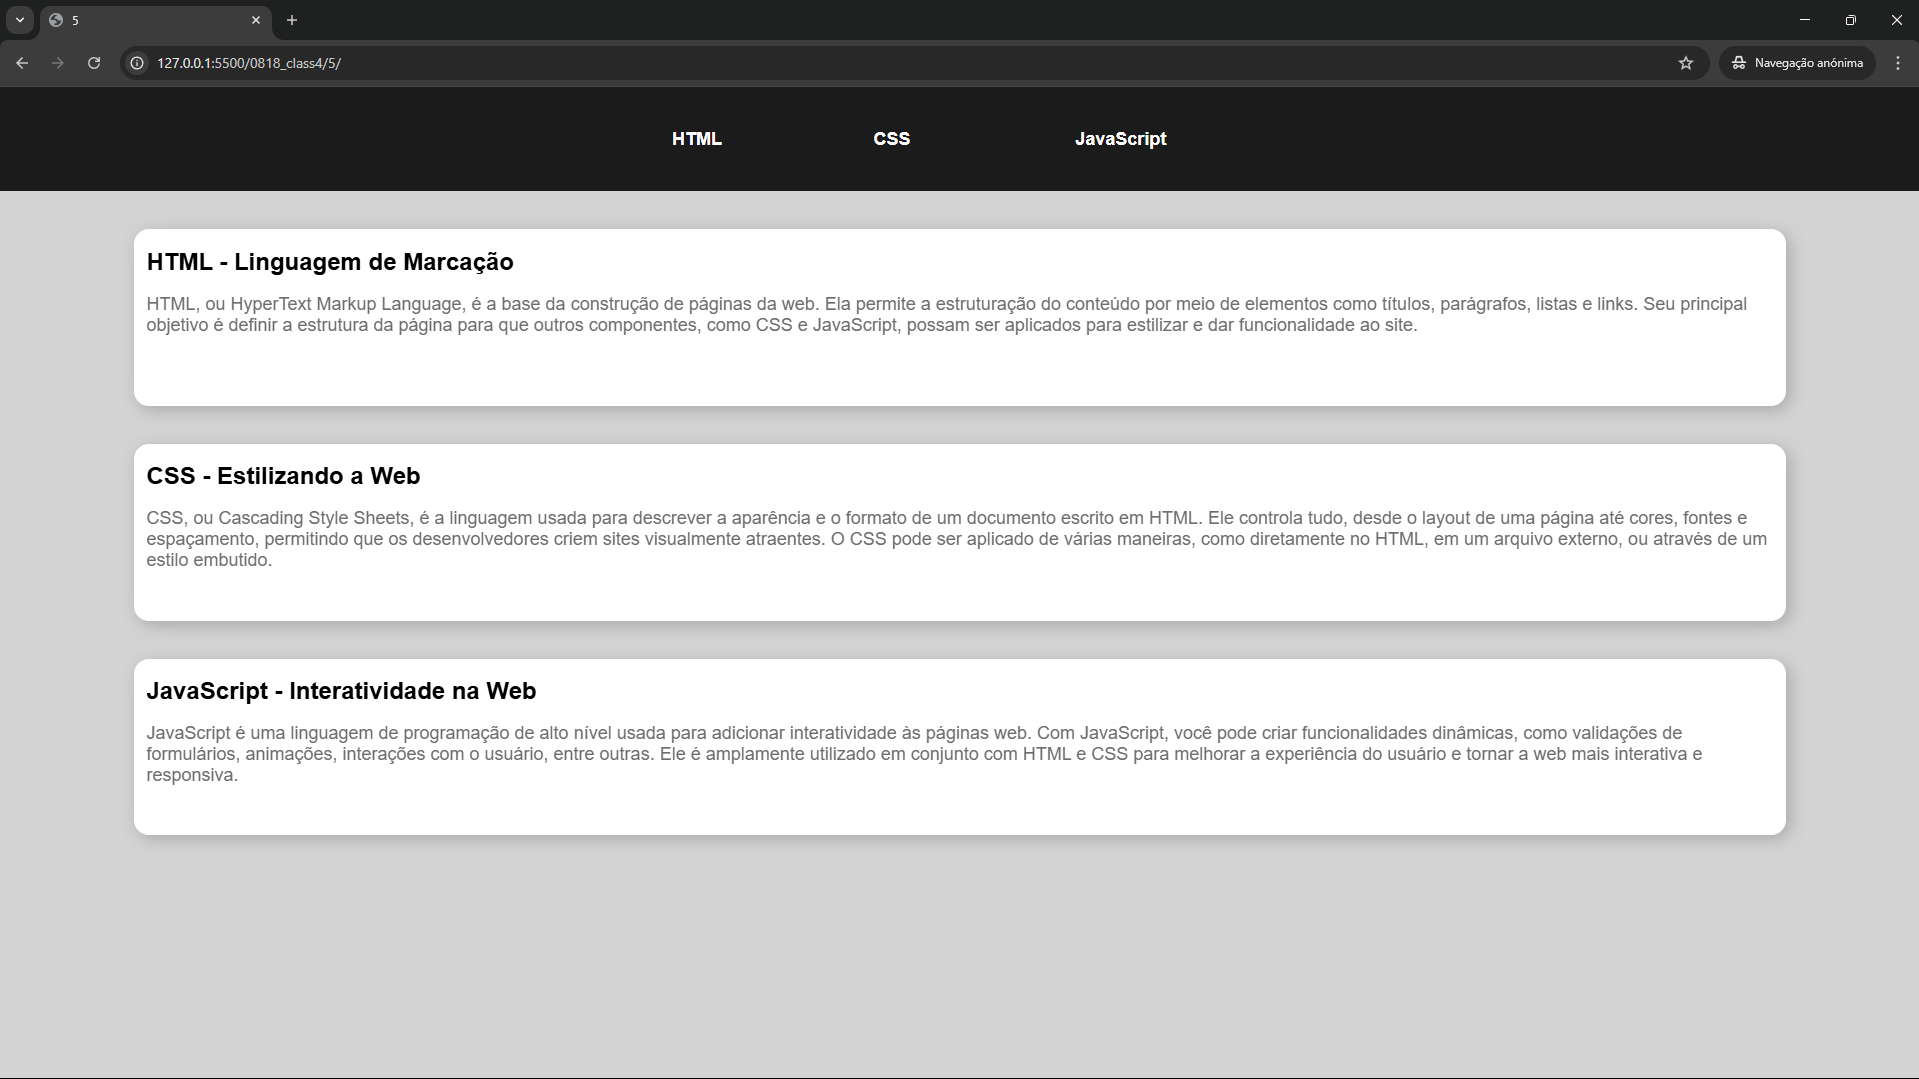 5
127.0.0.1:5500/0818_class4/5/
Navegação anónima
HTML CSS JavaScript
HTML - Linguagem de Marcação
HTML, ou HyperText Markup Language, é a base da construção de páginas da web. Ela permite a estruturação do conteúdo por meio de elementos como títulos, parágrafos, listas e links. Seu principal
objetivo é definir a estrutura da página para que outros componentes, como CSS e JavaScript, possam ser aplicados para estilizar e dar funcionalidade ao site.
CSS - Estilizando a Web
CSS, ou Cascading Style Sheets, é a linguagem usada para descrever a aparência e o formato de um documento escrito em HTML. Ele controla tudo, desde o layout de uma página até cores, fontes e
espaçamento, permitindo que os desenvolvedores criem sites visualmente atraentes. O CSS pode ser aplicado de várias maneiras, como diretamente no HTML, em um arquivo externo, ou através de um
estilo embutido.
JavaScript - Interatividade na Web
JavaScript é uma linguagem de programação de alto nível usada para adicionar interatividade às páginas web. Com JavaScript, você pode criar funcionalidades dinâmicas, como validações de
formulários, animações, interações com o usuário, entre outras. Ele é amplamente utilizado em conjunto com HTML e CSS para melhorar a experiência do usuário e tornar a web mais interativa e
responsiva.